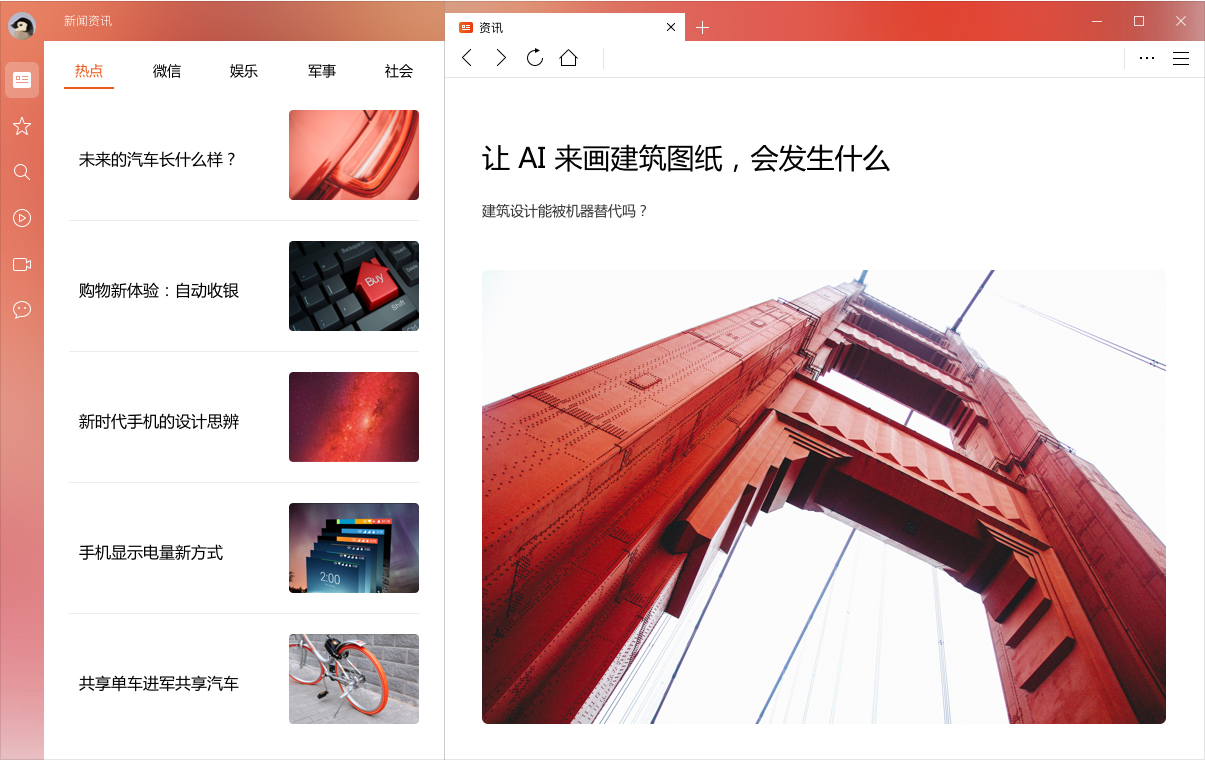 新闻资讯
资讯
热点
微信
娱乐
军事
社会
未来的汽车长什么样？
Buy
Shift
购物新体验：自动收银
新时代手机的设计思辨
手机显示电量新方式
2:00
共享单车进军共享汽车
让 AI 来画建筑图纸，会发生什么
建筑设计能被机器替代吗？